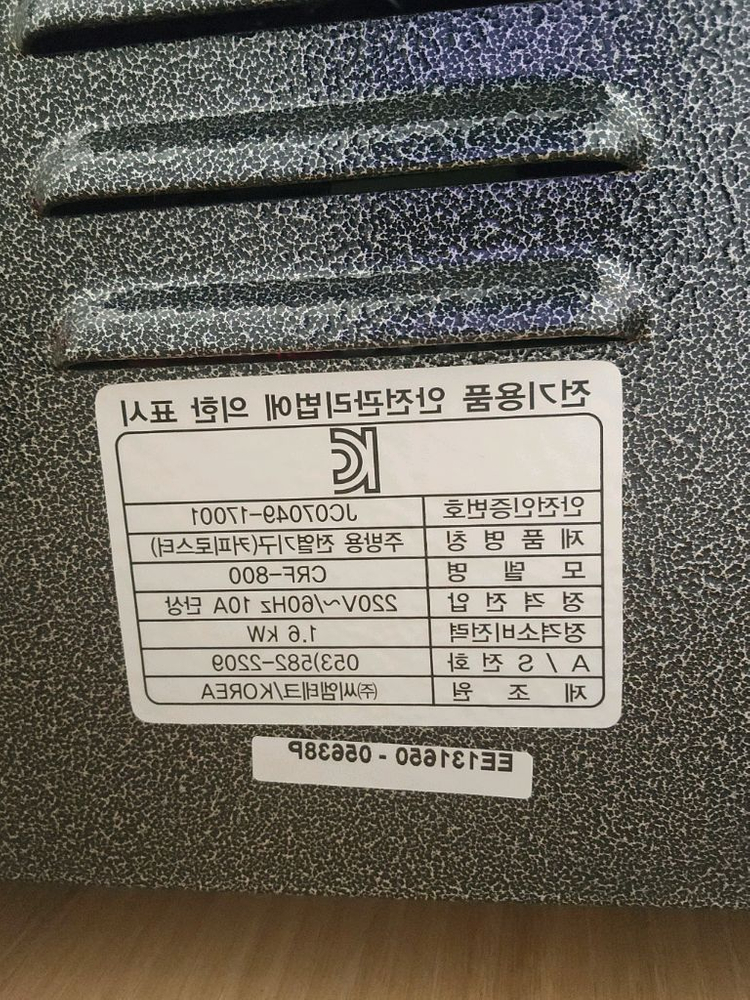 전기용품 안전관리법에 의한 표시
안전인증번호 JC07049-17001
제 품 명 칭 주방용 전열기구(커피로스터)
모 델 명 CRF-800
정 격 전 압 220V~/60Hz 10A 단상
정격소비전력 1.6 kW
A / S 전 화 053)582-2209
제 조 원 ㈜씨엠테크/KOREA
EE131650 - 05638P